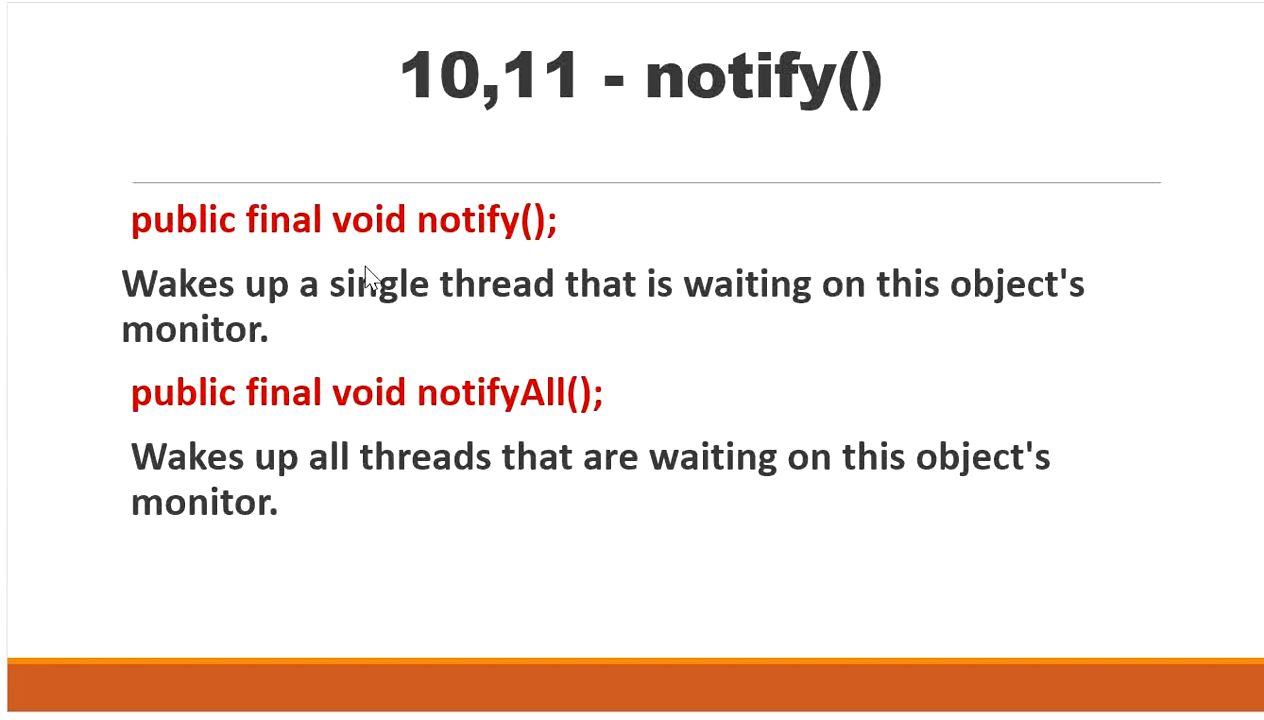 10,11 - notify()
public final void notify();
Wakes up a single thread that is waiting on this object's
monitor.
public final void notifyAll();
Wakes up all threads that are waiting on this object's
monitor.